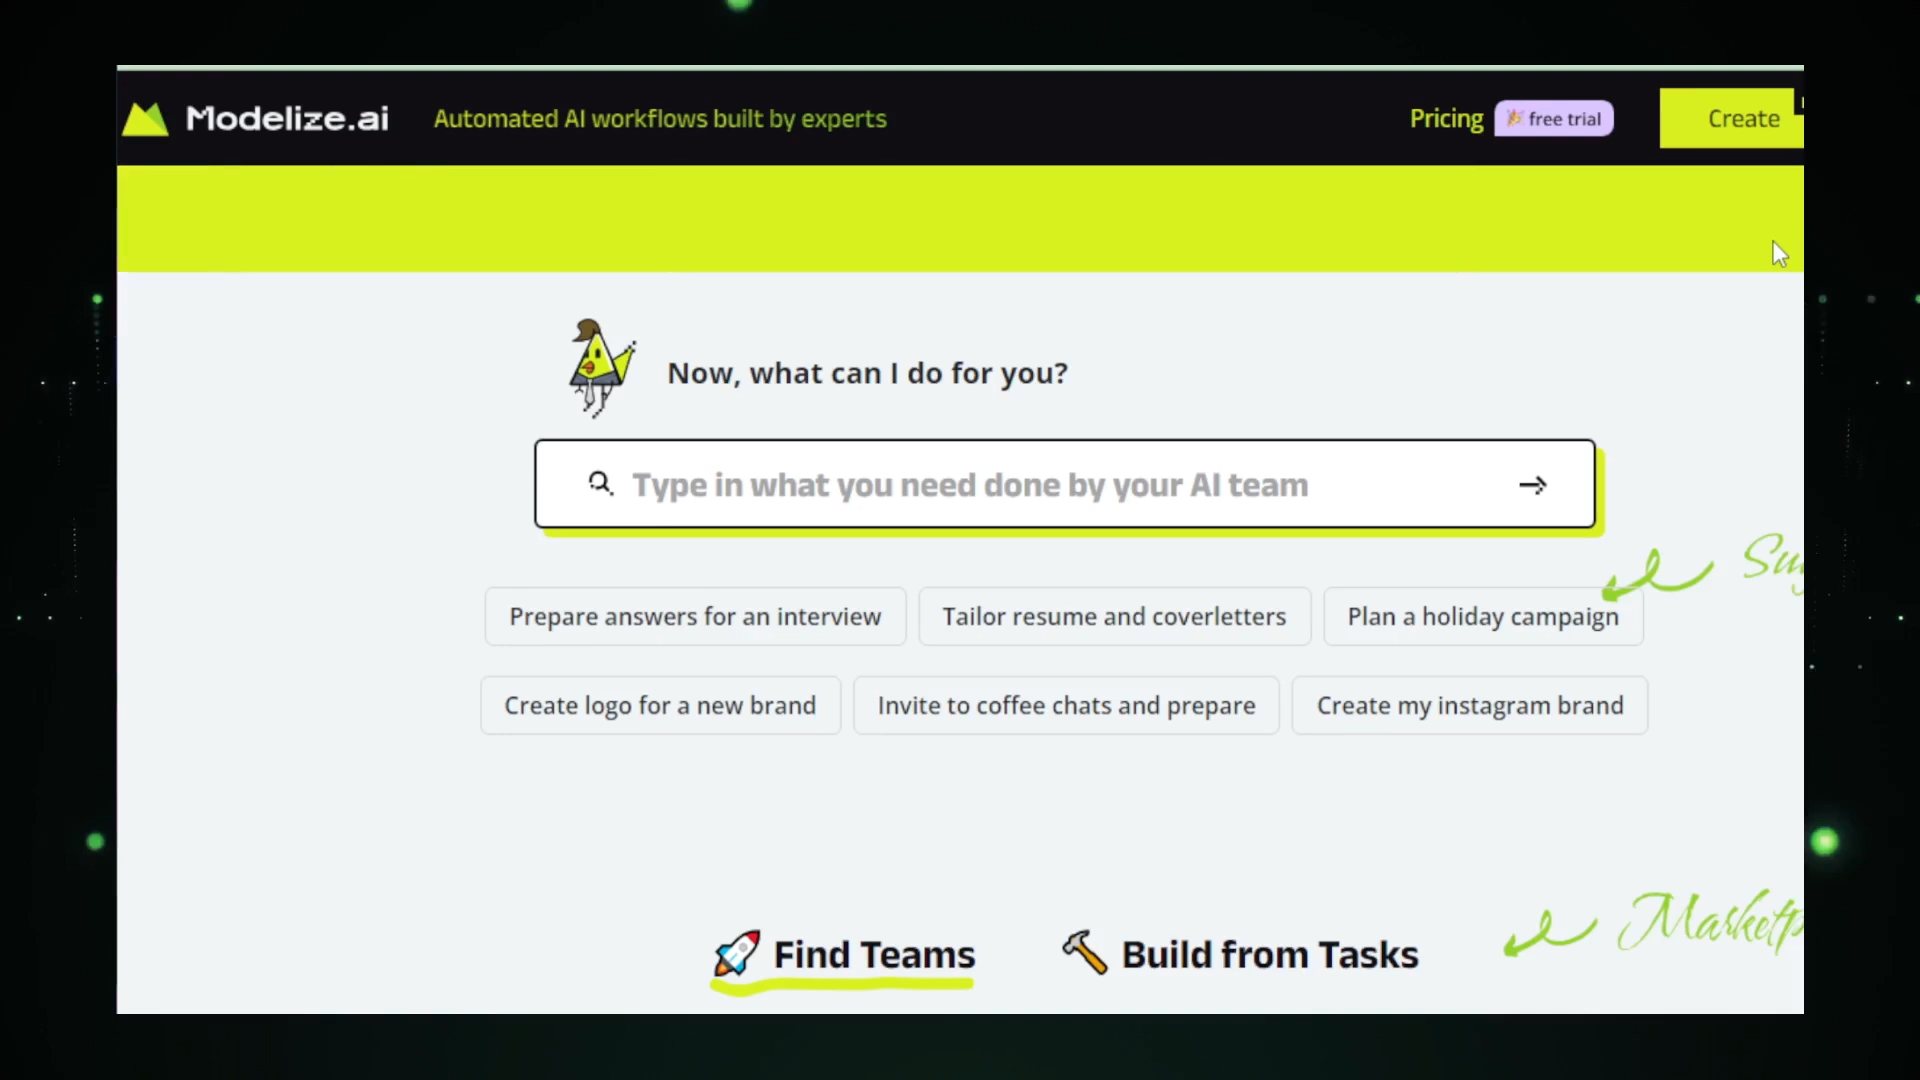 Modelize.ai Automated AI workflows built by experts Pricing free trial Create
Now, what can I do for you?
Type in what you need done by your AI team
Prepare answers for an interview Tailor resume and coverletters Plan a holiday campaign
Create logo for a new brand Invite to coffee chats and prepare Create my instagram brand
Find Teams Build from Tasks